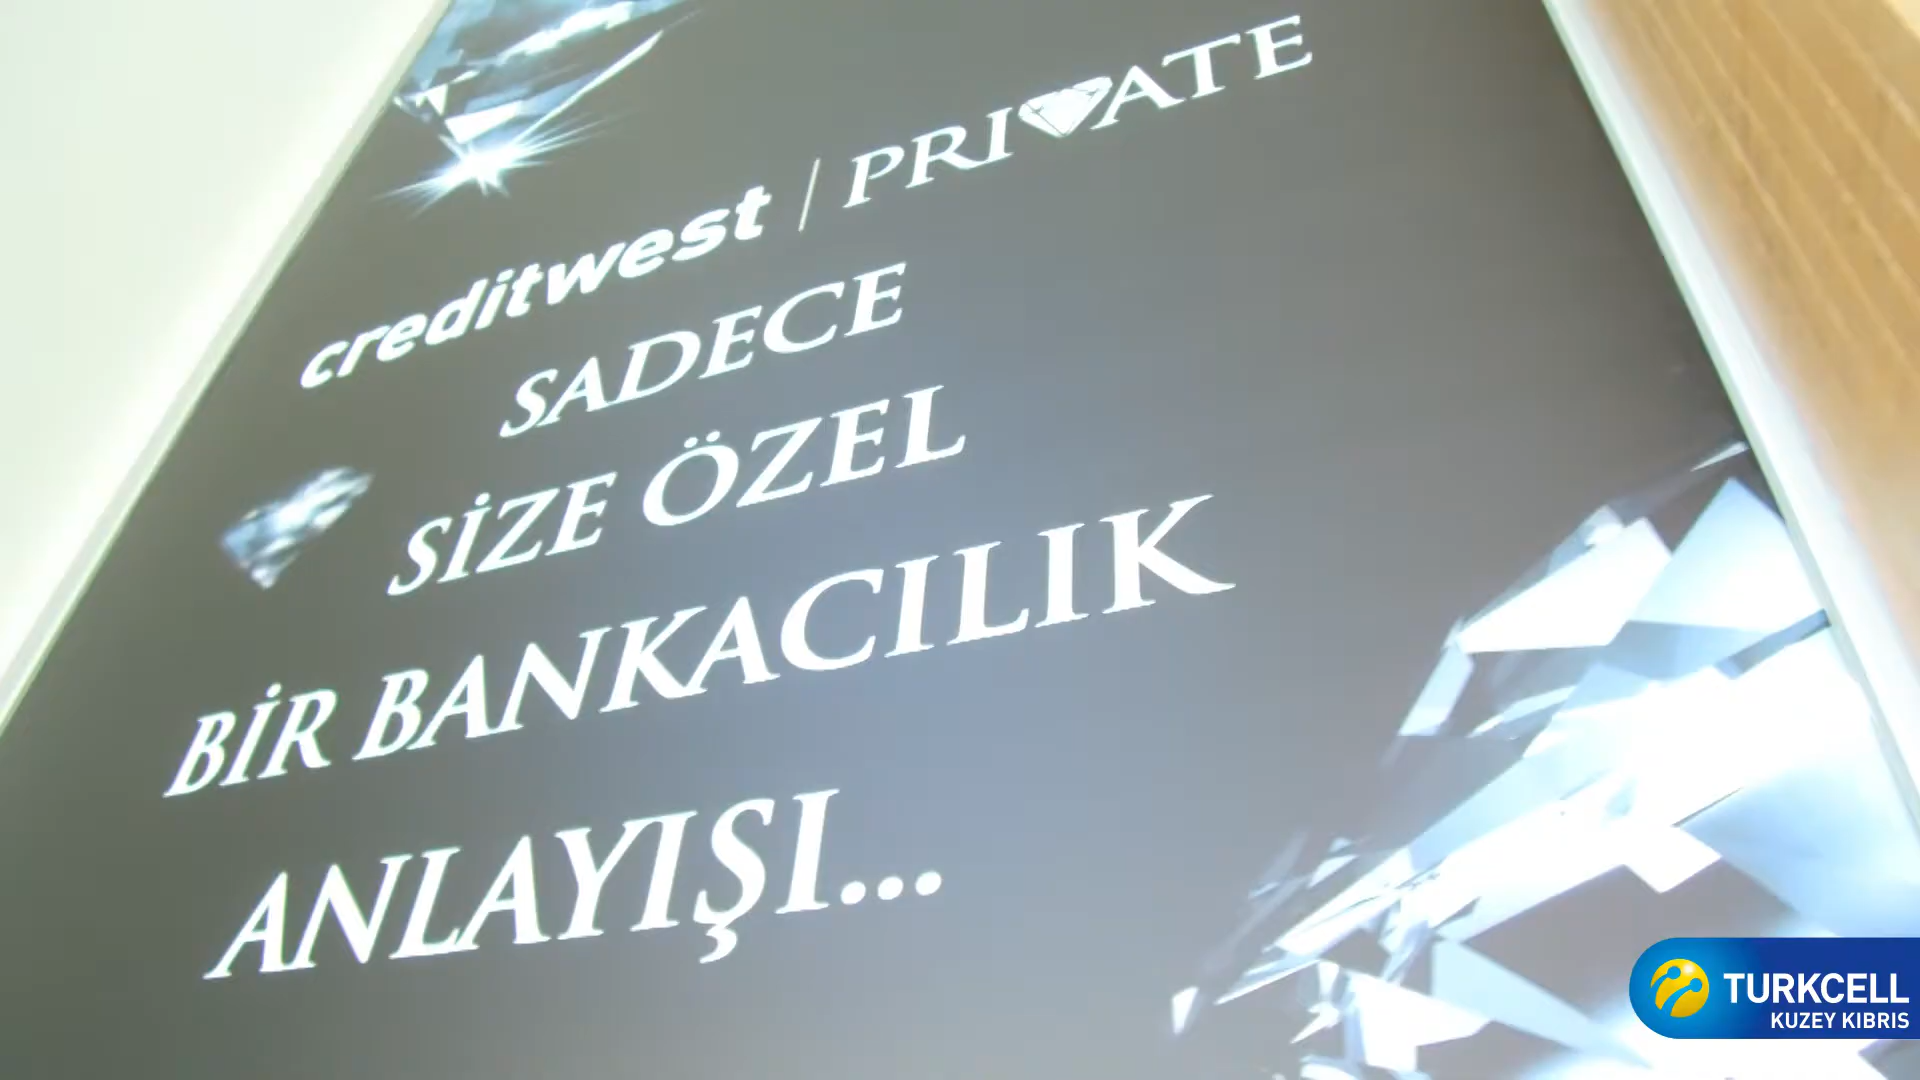 creditwest | PRIVATE
SADECE
SİZE ÖZEL
BİR BANKACILIK
ANLAYIŞI...
TURKCELL
KUZEY KIBRIS